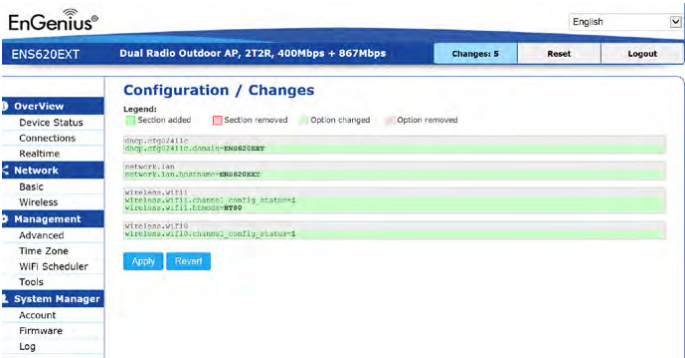 EnGenius®
English
ENS620EXT
Dual Radio Outdoor AP, 2T2R, 400Mbps + 867Mbps
Changes: 5
Reset
Logout
Configuration / Changes
Legend:
Section added
Section removed
Option changed
Option removed
OverView
Device Status
Connections
Realtime
Network
Basic
Wireless
Management
Advanced
Time Zone
WiFi Scheduler
Tools
System Manager
Account
Firmware
Log
dhcp.cfg02411c
dhcp.cfg02411c.domain=ENS620EXT
network.lan
network.lan.hostname=ENS620EXT
wireless.wifi1
wireless.wifi1.channel_config_status=1
wireless.wifi1.htmode=HT80
wireless.wifi0
wireless.wifi0.channel_config_status=1
Apply
Revert